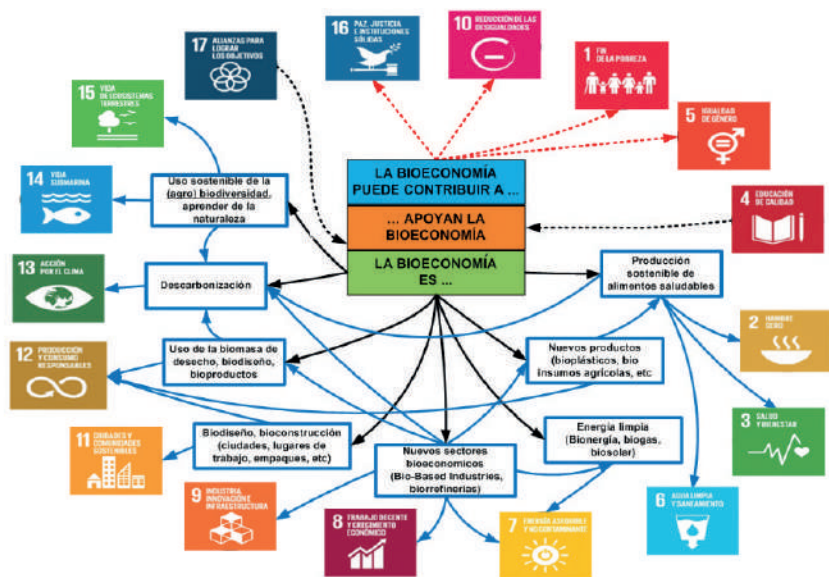 17 ALIANZAS PARA
LOGRAR
LOS OBJETIVOS
16 PAZ, JUSTICIA
E INSTITUCIONES
SÓLIDAS
10 REDUCCIÓN DE LAS
DESIGUALDADES
1 FIN
DE LA POBREZA
5 IGUALDAD
DE GÉNERO
15 VIDA
DE ECOSISTEMAS
TERRESTRES
14 VIDA
SUBMARINA
Uso sostenible de la
(agro) biodiversidad,
aprender de la
naturaleza
LA BIOECONOMÍA
PUEDE CONTRIBUIR A ...
... APOYAN LA
BIOECONOMÍA
LA BIOECONOMÍA
ES ...
4 EDUCACIÓN
DE CALIDAD
13 ACCIÓN
POR EL CLIMA
Descarbonización
Producción
sostenible de
alimentos saludables
2 HAMBRE
CERO
12 PRODUCCIÓN
Y CONSUMO
RESPONSABLES
Uso de la biomasa de
desecho, biodiseño,
bioproductos
Nuevos productos
(bioplásticos, bio
insumos agrícolas, etc
3 SALUD
Y BIENESTAR
11 CIUDADES Y
COMUNIDADES
SOSTENIBLES
Biodiseño, bioconstrucción
(ciudades, lugares de
trabajo, empaques, etc)
Nuevos sectores
bioeconomicos
(Bio-Based Industries,
biorrefinerias)
Energía limpia
(Bionergía, biogas,
biosolar)
9 INDUSTRIA,
INNOVACIÓN E
INFRAESTRUCTURA
8 TRABAJO DECENTE
Y CRECIMIENTO
ECONÓMICO
7 ENERGÍA ASEQUIBLE
Y NO CONTAMINANTE
6 AGUA LIMPIA
Y SANEAMIENTO